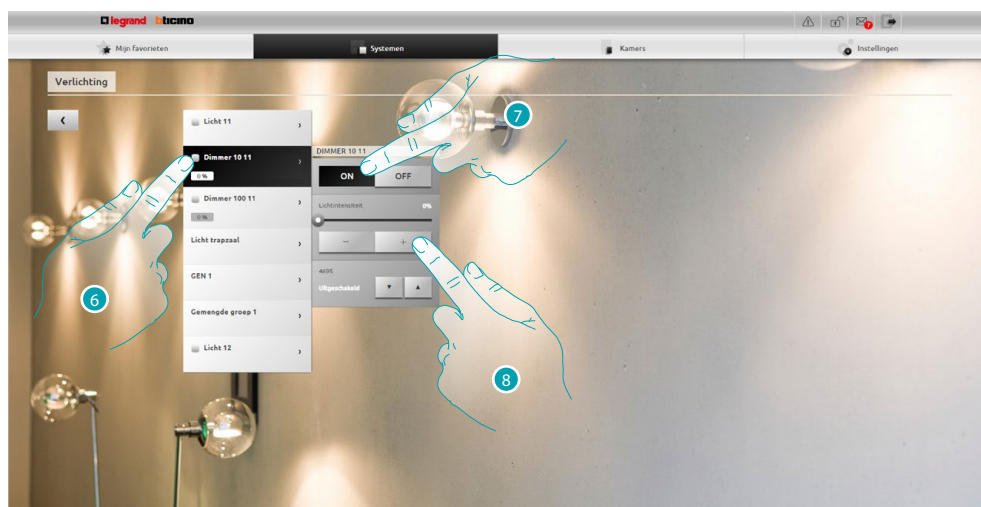 legrand bticino
7
Mijn favorieten
Systemen
Kamers
Instellingen
Verlichting
Licht 11
Dimmer 10 11
0 %
Dimmer 100 11
0 %
Licht trapzaal
GEN 1
Gemengde groep 1
Licht 12
DIMMER 10 11
ON OFF
Lichtintensiteit 0%
- +
Uitgeschakeld
6
7
8